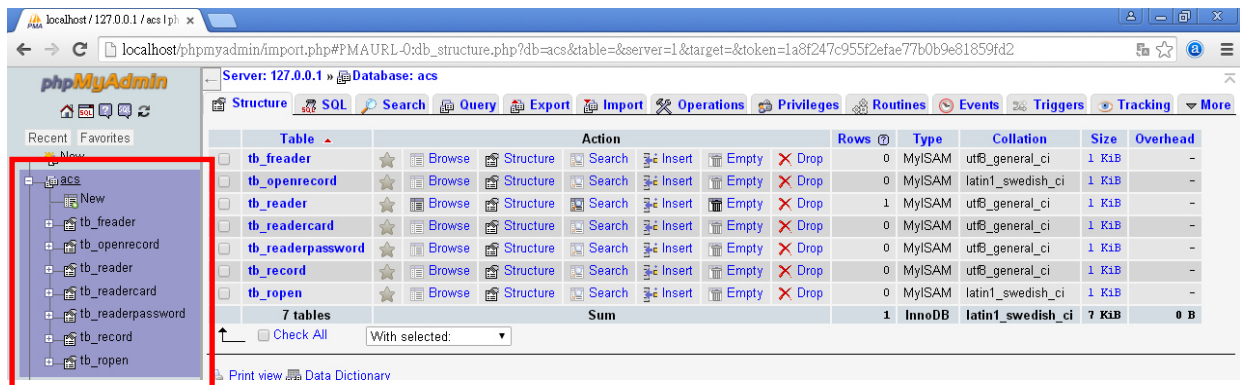 localhost / 127.0.0.1 / acs | ph
localhost/phpmyadmin/import.php#PMAURL-0:db_structure.php?db=acs&table=&server=1&target=&token=1a8f247c955f2efae77b0b9e81859fd2
phpMyAdmin
Recent Favorites
New
acs
New
tb_freader
tb_openrecord
tb_reader
tb_readercard
tb_readerpassword
tb_record
tb_ropen
Server: 127.0.0.1 » Database: acs
Structure SQL Search Query Export Import Operations Privileges Routines Events Triggers Tracking More
Table Action Rows Type Collation Size Overhead
tb_freader Browse Structure Search Insert Empty Drop 0 MyISAM utf8_general_ci 1 KiB -
tb_openrecord Browse Structure Search Insert Empty Drop 0 MyISAM latin1_swedish_ci 1 KiB -
tb_reader Browse Structure Search Insert Empty Drop 1 MyISAM utf8_general_ci 1 KiB -
tb_readercard Browse Structure Search Insert Empty Drop 0 MyISAM utf8_general_ci 1 KiB -
tb_readerpassword Browse Structure Search Insert Empty Drop 0 MyISAM utf8_general_ci 1 KiB -
tb_record Browse Structure Search Insert Empty Drop 0 MyISAM utf8_general_ci 1 KiB -
tb_ropen Browse Structure Search Insert Empty Drop 0 MyISAM latin1_swedish_ci 1 KiB -
7 tables Sum 1 InnoDB latin1_swedish_ci 7 KiB 0 B
Check All With selected:
Print view Data Dictionary